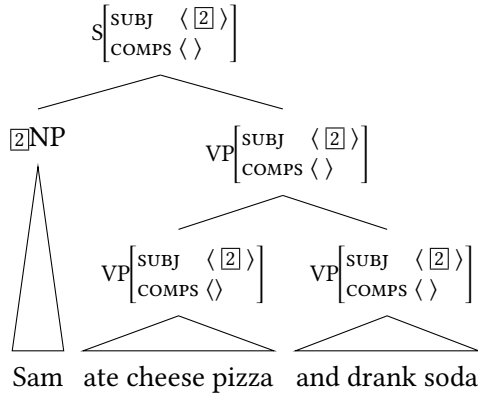 S[SUBJ ⟨ 2 ⟩
COMPS ⟨ ⟩]
2NP
VP[SUBJ ⟨ 2 ⟩
COMPS ⟨ ⟩]
VP[SUBJ ⟨ 2 ⟩
COMPS ⟨⟩]
VP[SUBJ ⟨ 2 ⟩
COMPS ⟨ ⟩]
Sam ate cheese pizza and drank soda